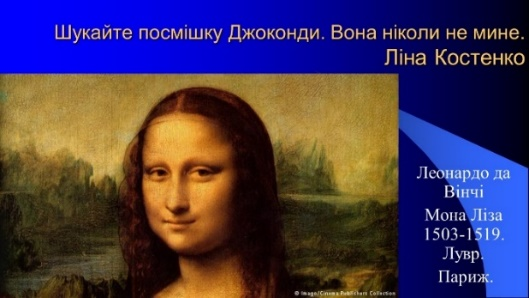 Шукайте посмішку Джоконди. Вона ніколи не мине.
Ліна Костенко
Леонардо да
Вінчі
Мона Ліза
1503-1519.
Лувр.
Париж.
© Image/Cinema Publishers Collection